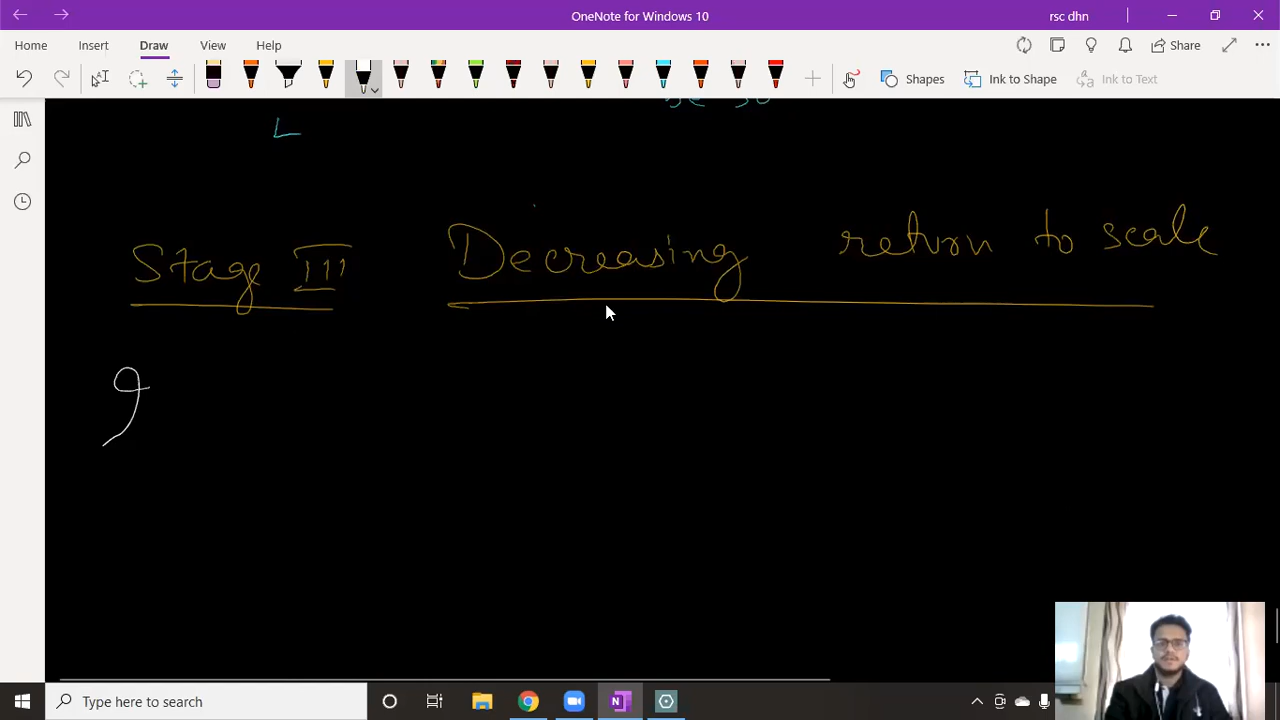 OneNote for Windows 10
rsc dhn
Home Insert Draw View Help
Share
Shapes Ink to Shape Ink to Text
L
Stage III Decreasing return to scale
Type here to search